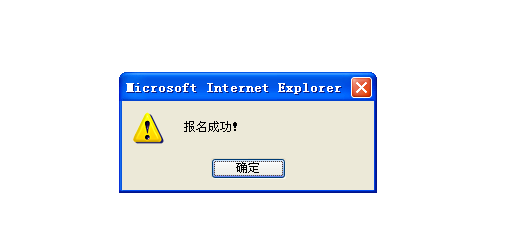 Microsoft Internet Explorer
报名成功!
确定